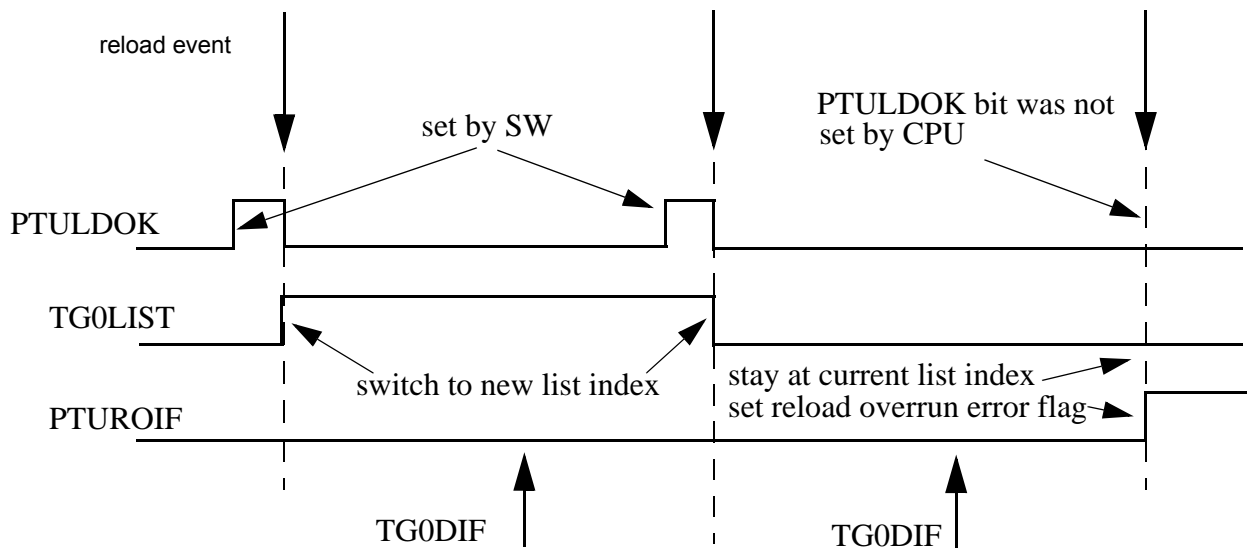 reload event
set by SW
PTULDOK bit was not
set by CPU
PTULDOK
TG0LIST
switch to new list index
stay at current list index
set reload overrun error flag
PTUROIF
TG0DIF
TG0DIF